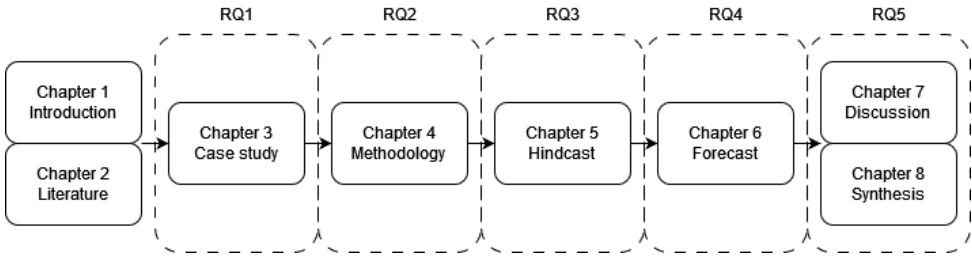 RQ1
RQ2
RQ3
RQ4
RQ5
Chapter 1
Introduction
Chapter 2
Literature
Chapter 3
Case study
Chapter 4
Methodology
Chapter 5
Hindcast
Chapter 6
Forecast
Chapter 7
Discussion
Chapter 8
Synthesis